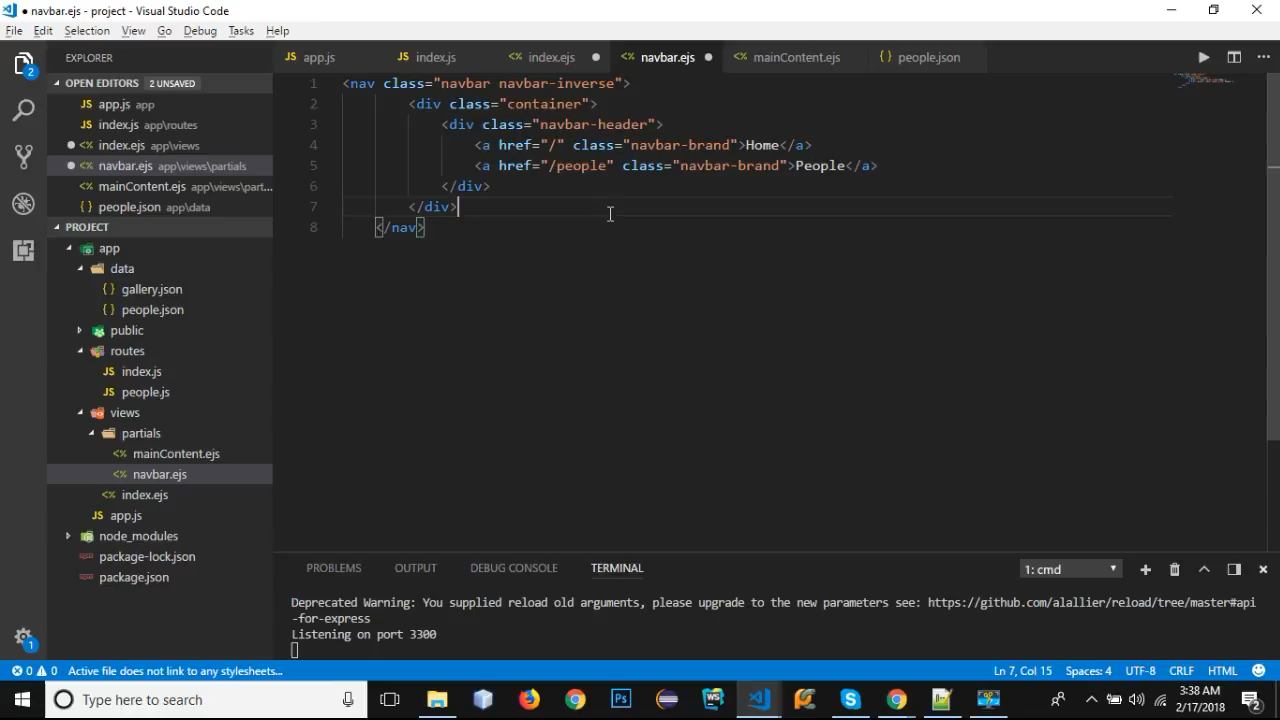 navbar.ejs - project - Visual Studio Code
File Edit Selection View Go Debug Tasks Help
EXPLORER
OPEN EDITORS 2 UNSAVED
app.js app
index.js app\routes
index.ejs app\views
navbar.ejs app\views\partials
mainContent.ejs app\views\part...
people.json app\data
PROJECT
app
data
gallery.json
people.json
public
routes
index.js
people.js
views
partials
mainContent.ejs
navbar.ejs
index.ejs
app.js
node_modules
package-lock.json
package.json
2
1
app.js index.js index.ejs navbar.ejs mainContent.ejs people.json
1 <nav class="navbar navbar-inverse">
2 <div class="container">
3 <div class="navbar-header">
4 <a href="/" class="navbar-brand">Home</a>
5 <a href="/people" class="navbar-brand">People</a>
6 </div>
7 </div>
8 </nav>
PROBLEMS OUTPUT DEBUG CONSOLE TERMINAL 1: cmd
Deprecated Warning: You supplied reload old arguments, please upgrade to the new parameters see: https://github.com/alallier/reload/tree/master#api
-for-express
Listening on port 3300
0 0 Active file does not link to any stylesheets... Ln 7, Col 15 Spaces: 4 UTF-8 CRLF HTML
Type here to search
Ps
WS
3:38 AM
2/17/2018
2